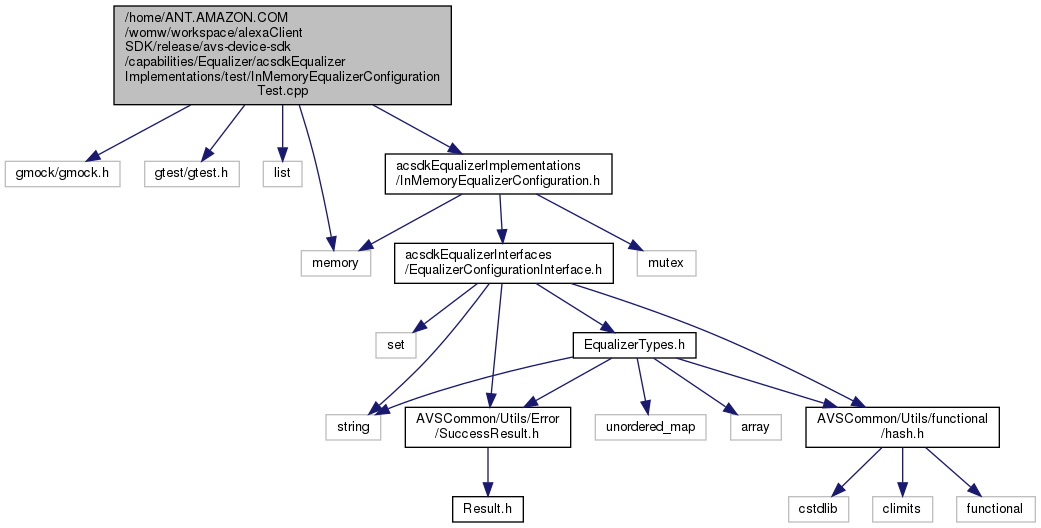 /home/ANT.AMAZON.COM
/womw/workspace/alexaClient
SDK/release/avs-device-sdk
/capabilities/Equalizer/acsdkEqualizer
Implementations/test/InMemoryEqualizerConfiguration
Test.cpp
gmock/gmock.h
gtest/gtest.h
list
acsdkEqualizerImplementations
/InMemoryEqualizerConfiguration.h
memory
acsdkEqualizerInterfaces
/EqualizerConfigurationInterface.h
mutex
set
EqualizerTypes.h
string
AVSCommon/Utils/Error
/SuccessResult.h
unordered_map
array
AVSCommon/Utils/functional
/hash.h
Result.h
cstdlib
climits
functional